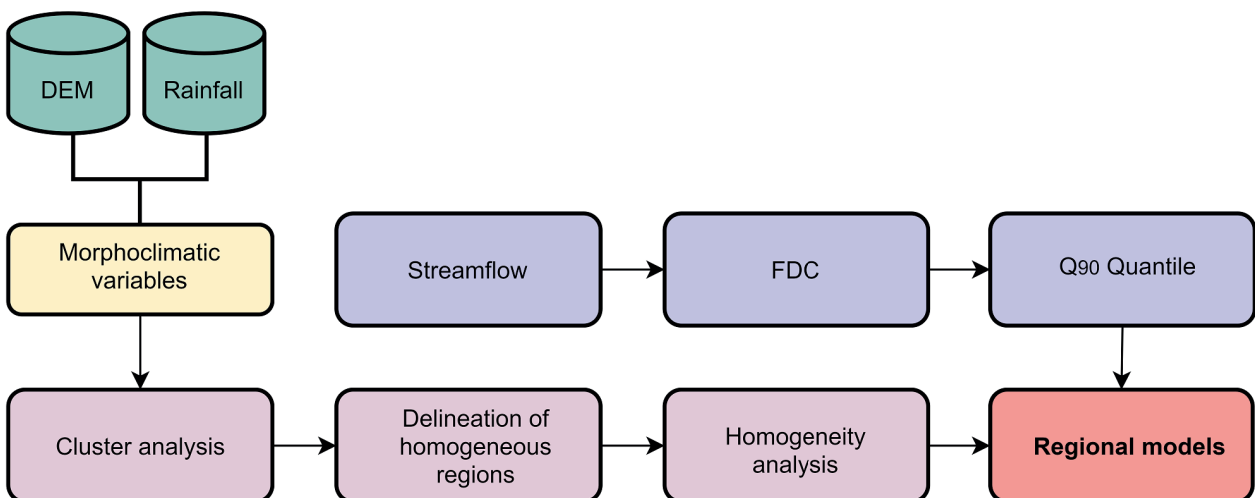 DEM
Rainfall
Morphoclimatic
variables
Streamflow
FDC
Q90 Quantile
Cluster analysis
Delineation of
homogeneous
regions
Homogeneity
analysis
Regional models